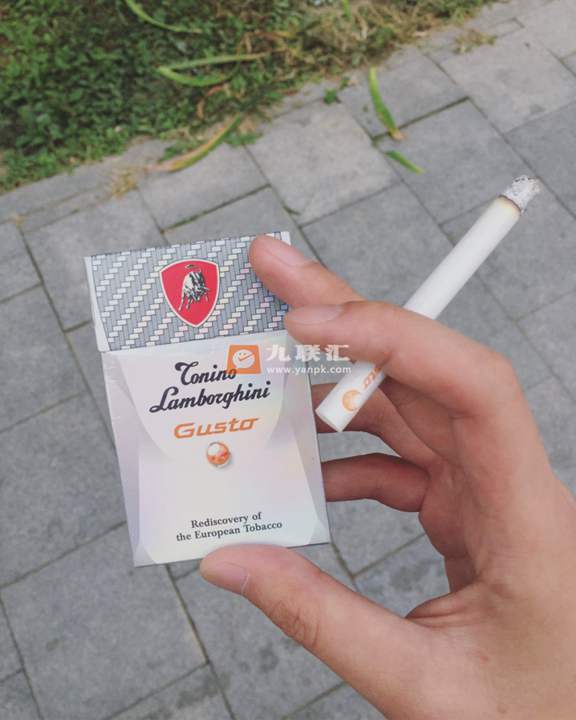 Tonino
Lamborghini
Gusto
Rediscovery of
the European Tobacco
九联汇
www.yanpk.com